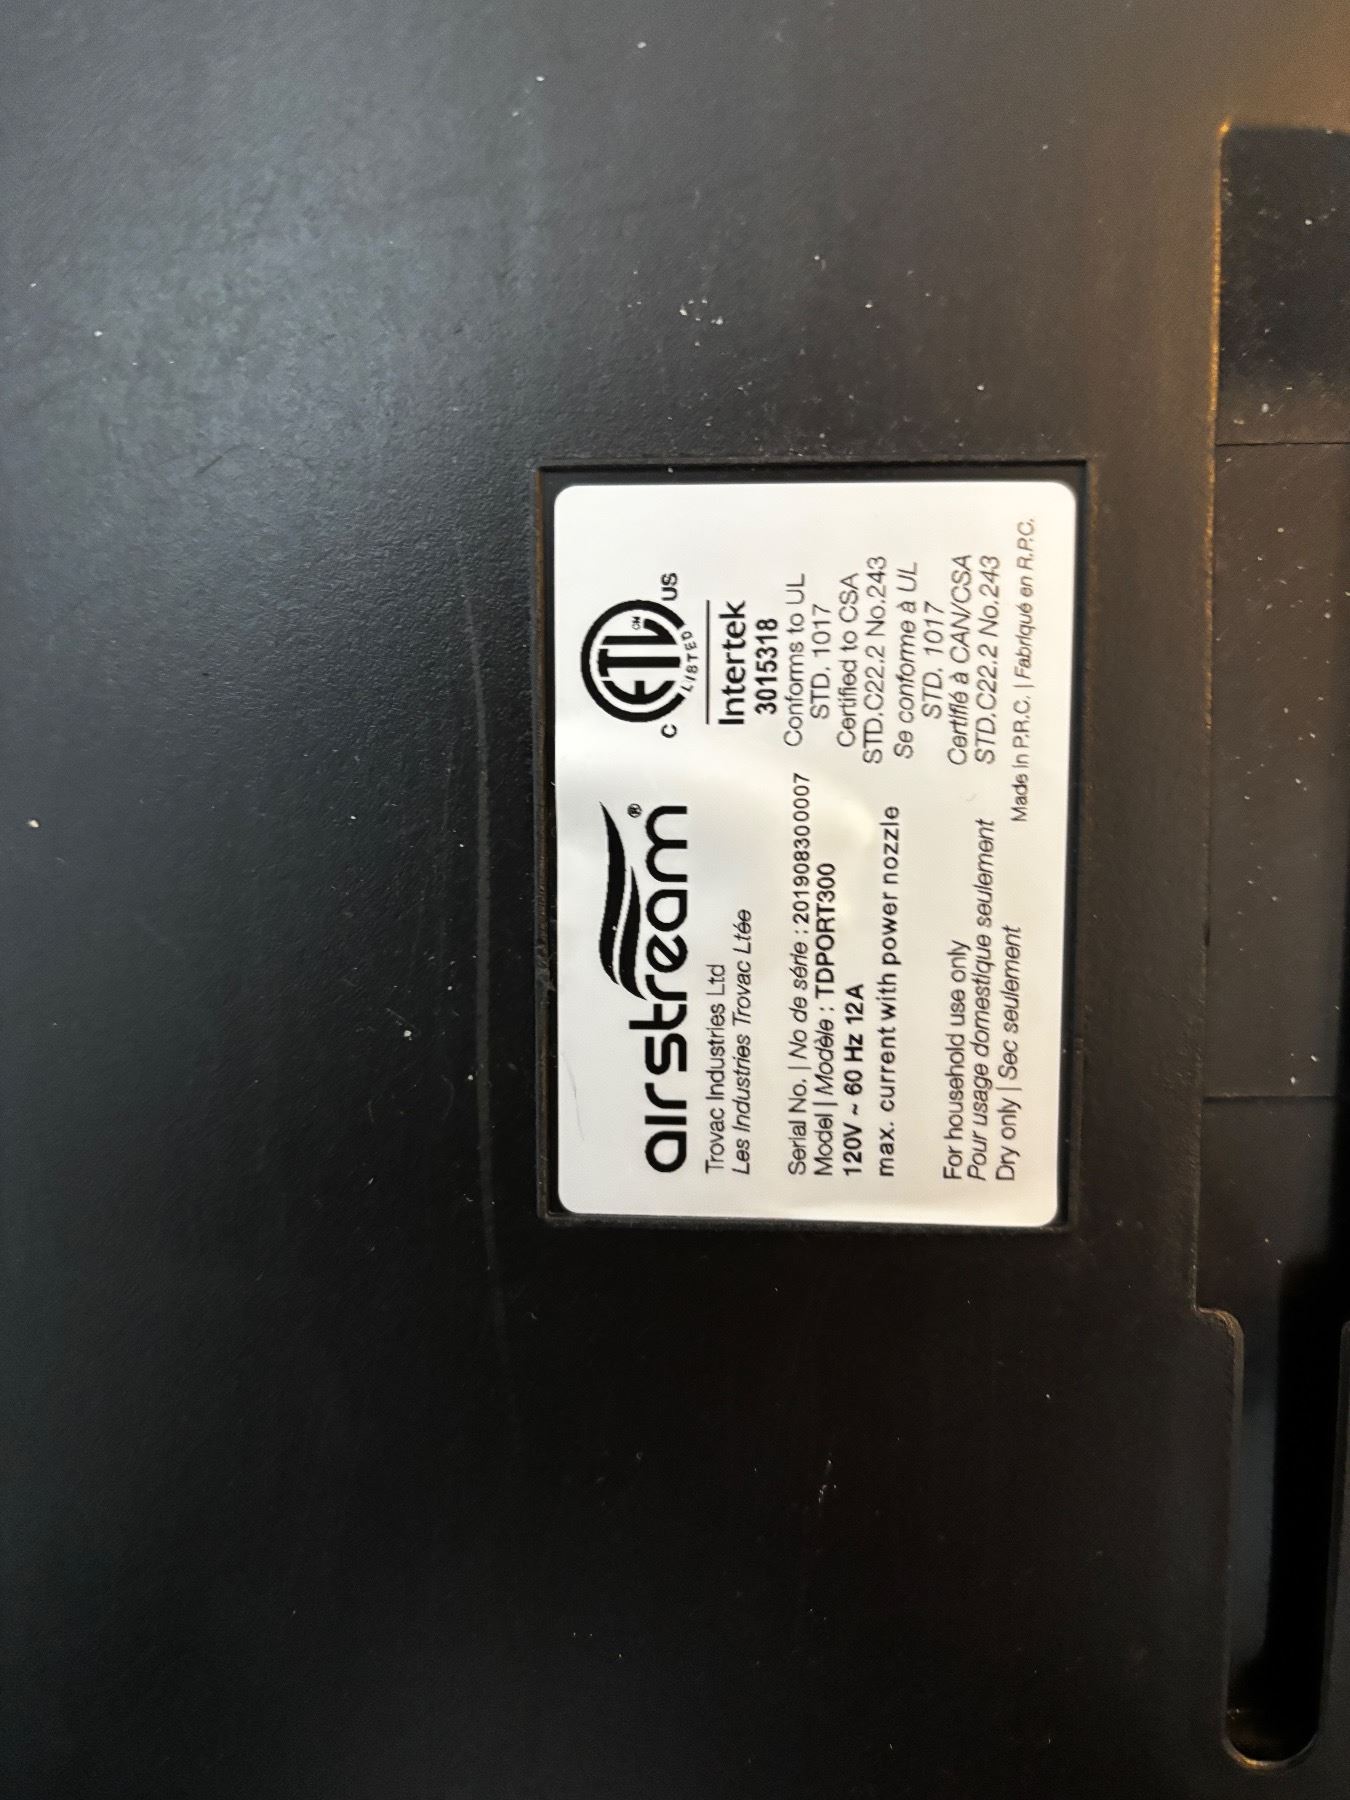 airstream®
Trovac Industries Ltd
Les Industries Trovac Ltée
Serial No. | No de série : 201908300007
Model | Modèle : TDPORT300
120V ~ 60 Hz 12A
max. current with power nozzle
For household use only
Pour usage domestique seulement
Dry only | Sec seulement
ETL CM
LISTED
C US
Intertek
3015318
Conforms to UL
STD. 1017
Certified to CSA
STD.C22.2 No.243
Se conforme à UL
STD. 1017
Certifié à CAN/CSA
STD.C22.2 No.243
Made in P.R.C. | Fabriqué en R.P.C.